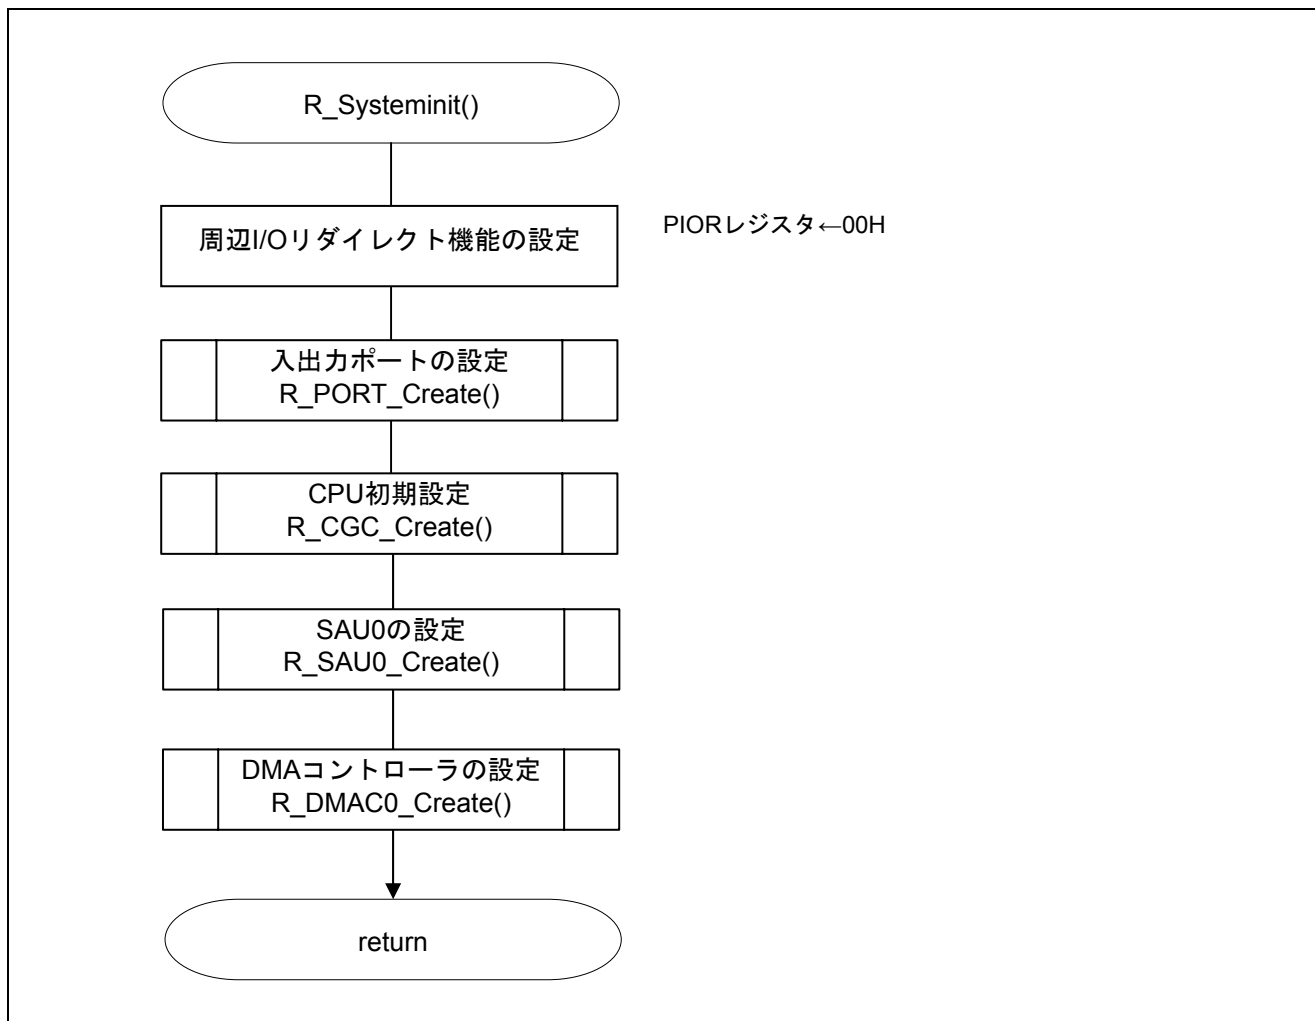 R_Systeminit()
周辺I/Oリダイレクト機能の設定
PIORレジスタ←00H
入出力ポートの設定
R_PORT_Create()
CPU初期設定
R_CGC_Create()
SAU0の設定
R_SAU0_Create()
DMAコントローラの設定
R_DMAC0_Create()
return